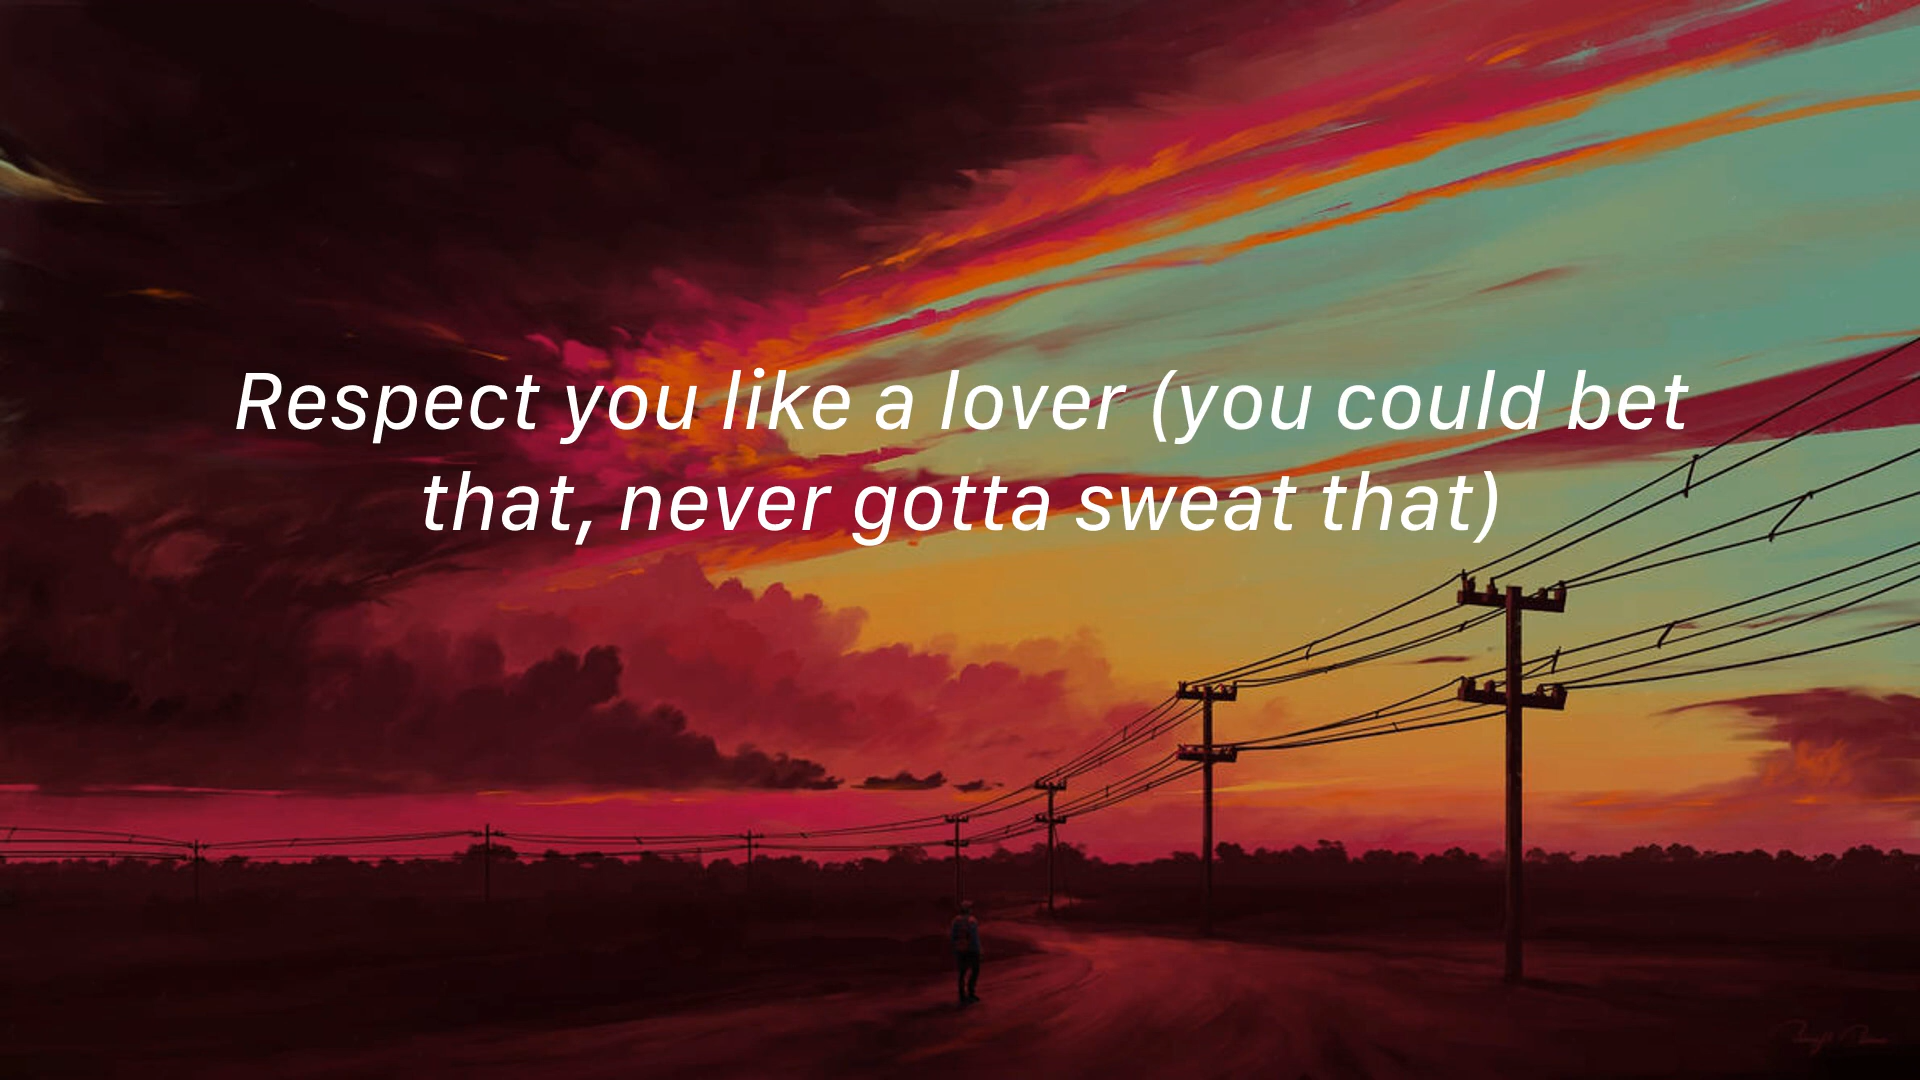 Respect you like a lover (you could bet
that, never gotta sweat that)